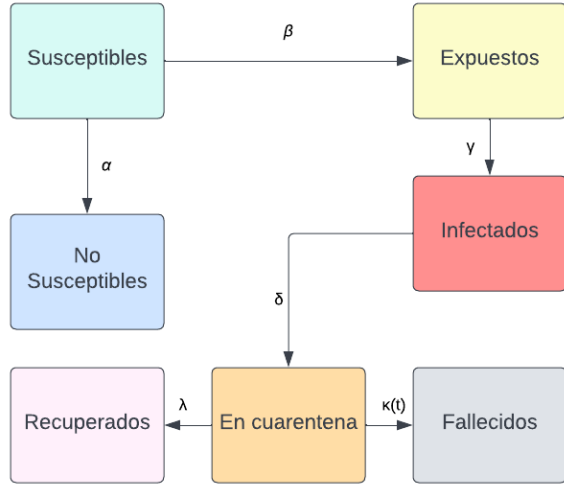 Susceptibles
β
Expuestos
α
γ
No
Susceptibles
Infectados
δ
Recuperados
λ
En cuarentena
κ(t)
Fallecidos